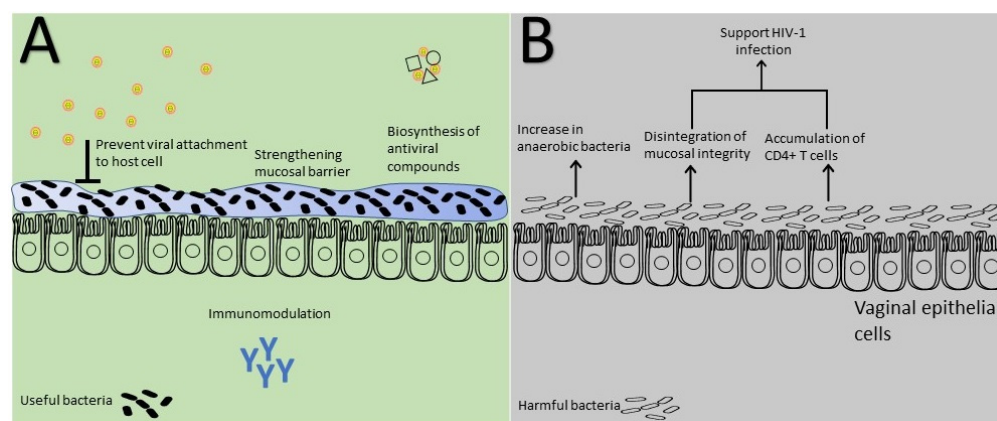 A
Prevent viral attachment
to host cell
Strengthening
mucosal barrier
Biosynthesis of
antiviral
compounds
Immunomodulation
Useful bacteria
B
Support HIV-1
infection
Increase in
anaerobic bacteria
Disintegration of
mucosal integrity
Accumulation of
CD4+ T cells
Vaginal epithelia
cells
Harmful bacteria